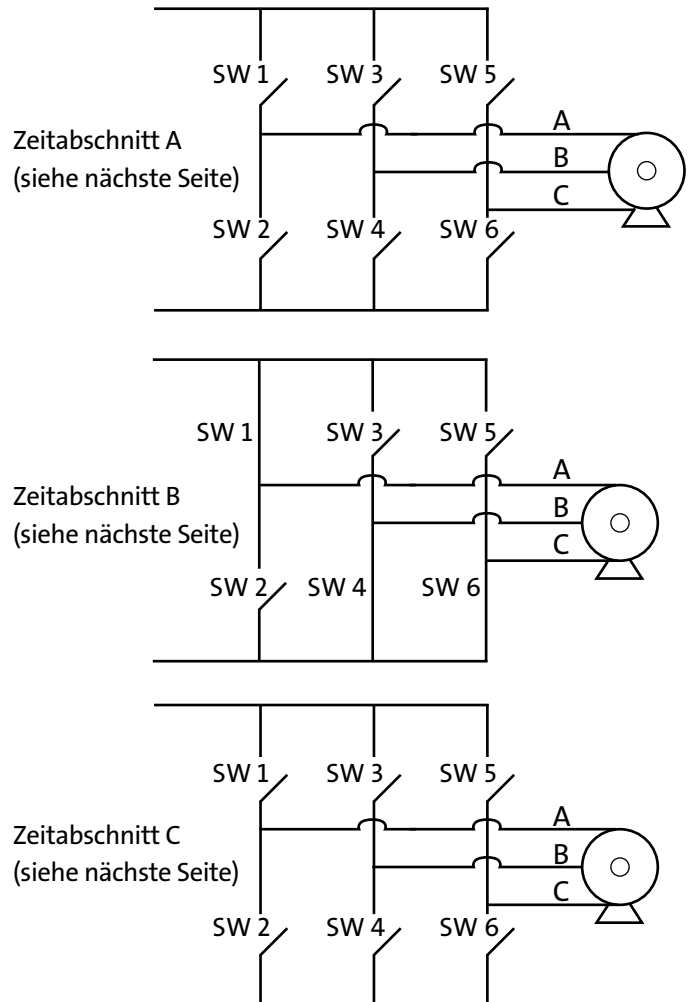 SW 1 SW 3 SW 5
A
Zeitabschnitt A
B
(siehe nächste Seite)
C
SW 2 SW 4 SW 6
SW 1 SW 3 SW 5
A
Zeitabschnitt B
B
(siehe nächste Seite)
C
SW 2 SW 4 SW 6
SW 1 SW 3 SW 5
A
Zeitabschnitt C
B
(siehe nächste Seite)
C
SW 2 SW 4 SW 6